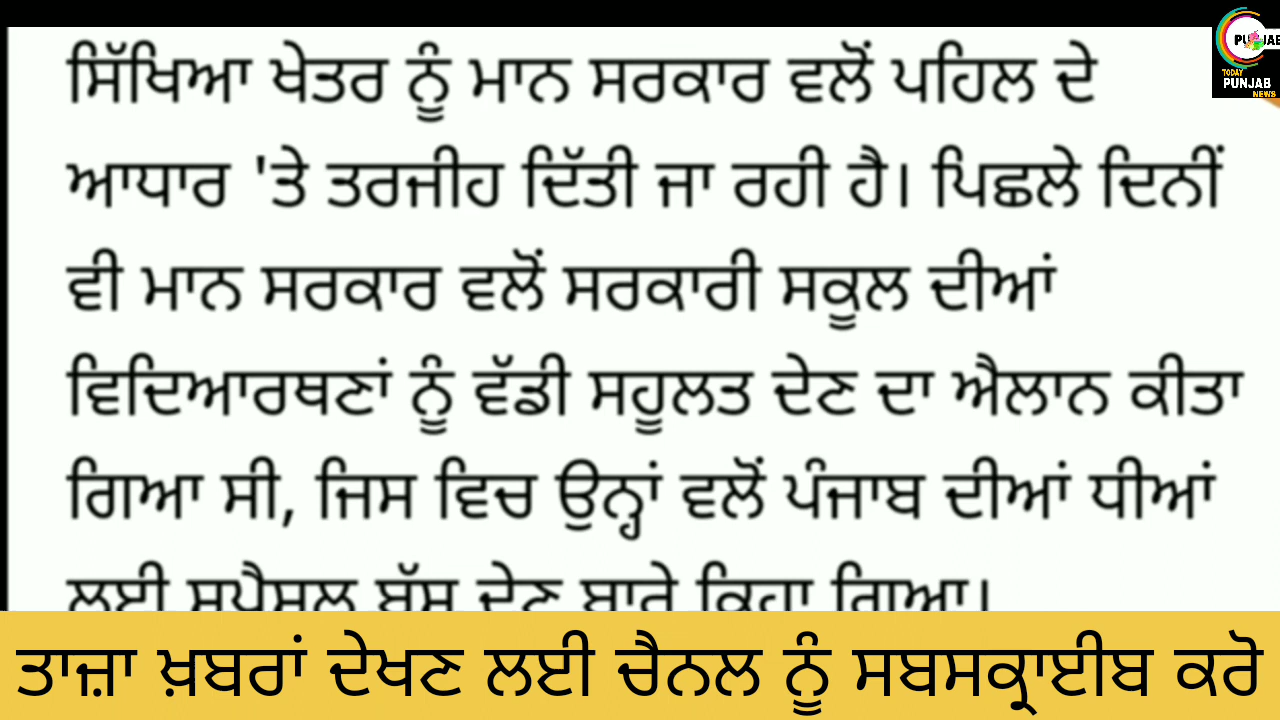 ਸਿੱਖਿਆ ਖੇਤਰ ਨੂੰ ਮਾਨ ਸਰਕਾਰ ਵਲੋਂ ਪਹਿਲ ਦੇ
ਆਧਾਰ 'ਤੇ ਤਰਜੀਹ ਦਿੱਤੀ ਜਾ ਰਹੀ ਹੈ। ਪਿਛਲੇ ਦਿਨੀਂ
ਵੀ ਮਾਨ ਸਰਕਾਰ ਵਲੋਂ ਸਰਕਾਰੀ ਸਕੂਲ ਦੀਆਂ
ਵਿਦਿਆਰਥਣਾਂ ਨੂੰ ਵੱਡੀ ਸਹੂਲਤ ਦੇਣ ਦਾ ਐਲਾਨ ਕੀਤਾ
ਗਿਆ ਸੀ, ਜਿਸ ਵਿਚ ਉਨ੍ਹਾਂ ਵਲੋਂ ਪੰਜਾਬ ਦੀਆਂ ਧੀਆਂ
ਲਈ ਸਪੈਸ਼ਲ ਬੱਸ ਦੇਣ ਬਾਰੇ ਕਿਹਾ ਗਿਆ।
ਤਾਜ਼ਾ ਖ਼ਬਰਾਂ ਦੇਖਣ ਲਈ ਚੈਨਲ ਨੂੰ ਸਬਸਕ੍ਰਾਈਬ ਕਰੋ
TODAY
PUNJAB
NEWS